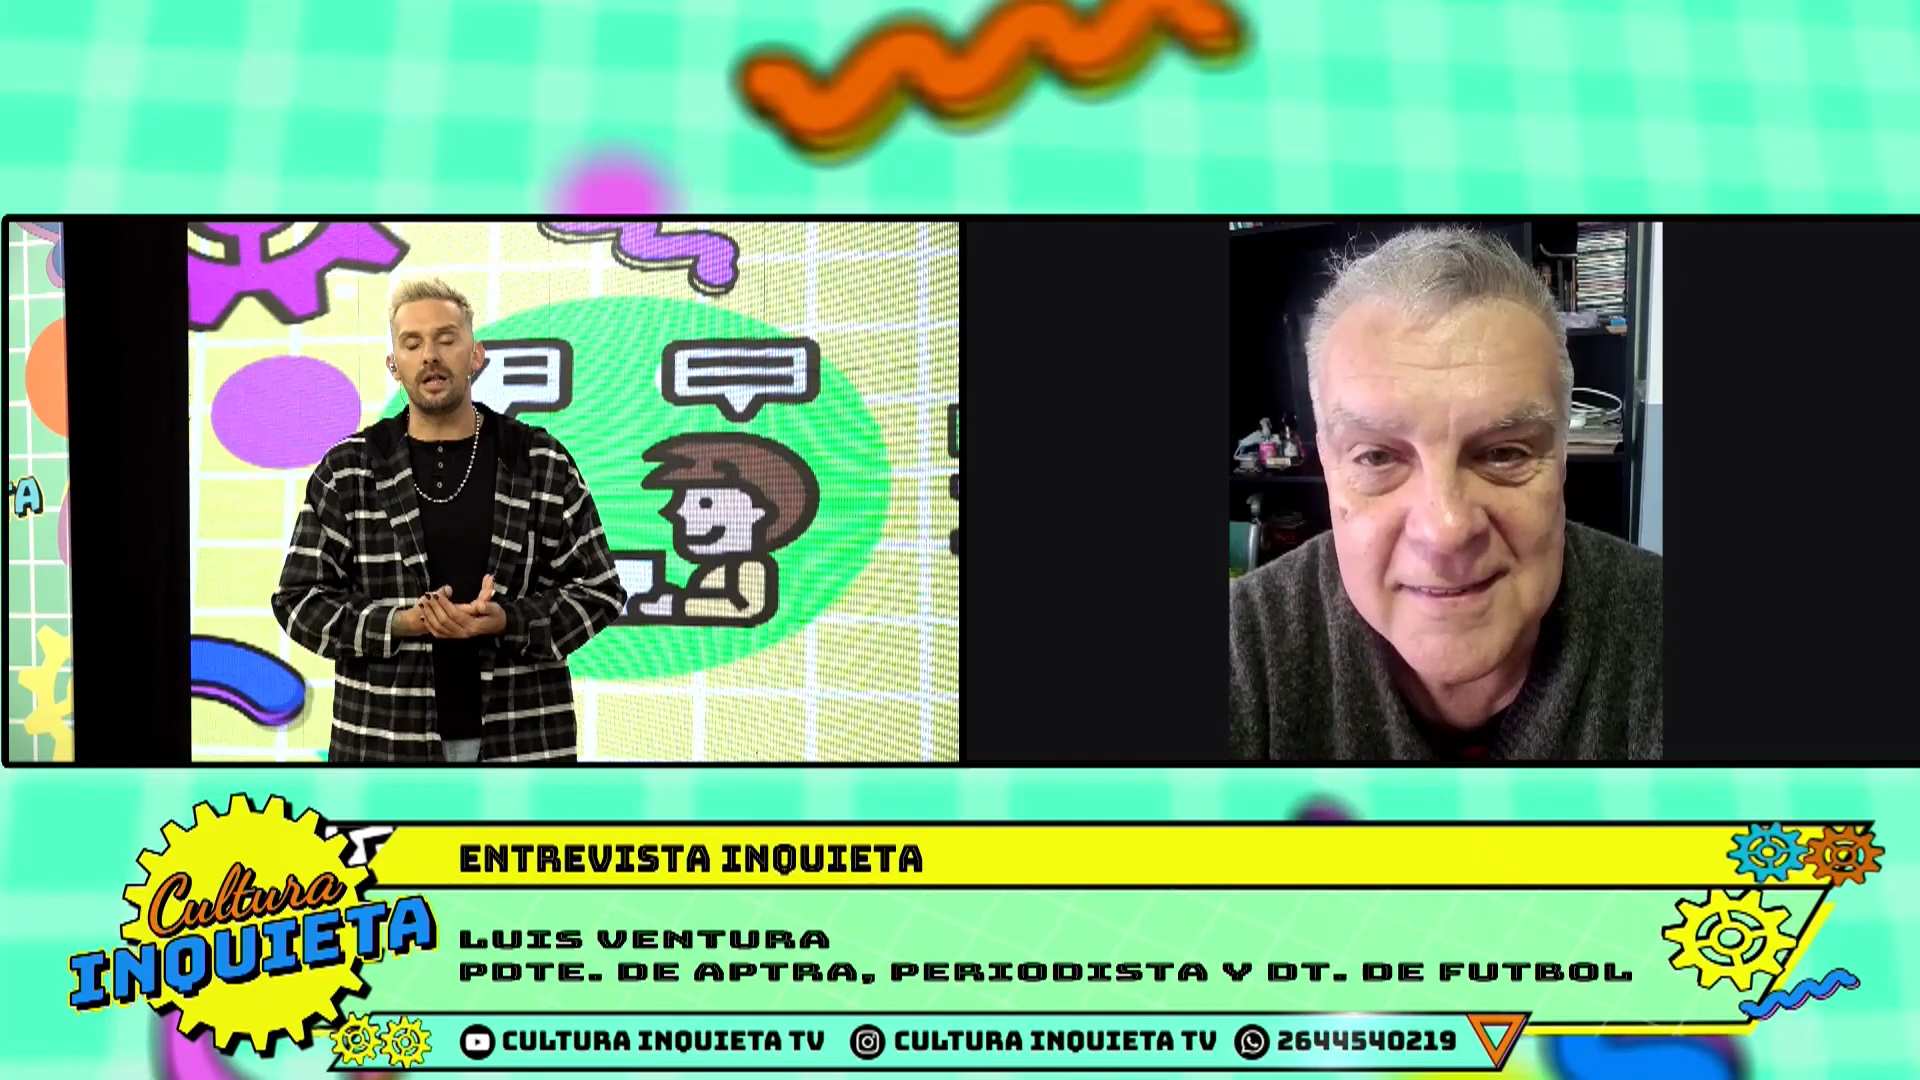 TA
Cultura
INQUIETA
ENTREVISTA INQUIETA
LUIS VENTURA
PDTE. DE APTRA, PERIODISTA Y DT. DE FUTBOL
CULTURA INQUIETA TV CULTURA INQUIETA TV 2644540219